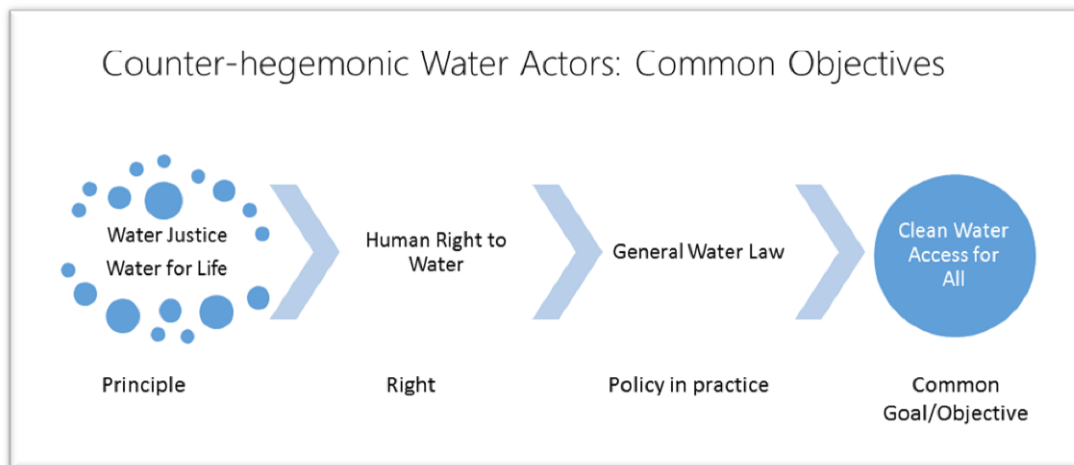 Counter-hegemonic Water Actors: Common Objectives
Water Justice
Water for Life
Human Right to
Water
General Water Law
Clean Water
Access for
All
Principle
Right
Policy in practice
Common
Goal/Objective